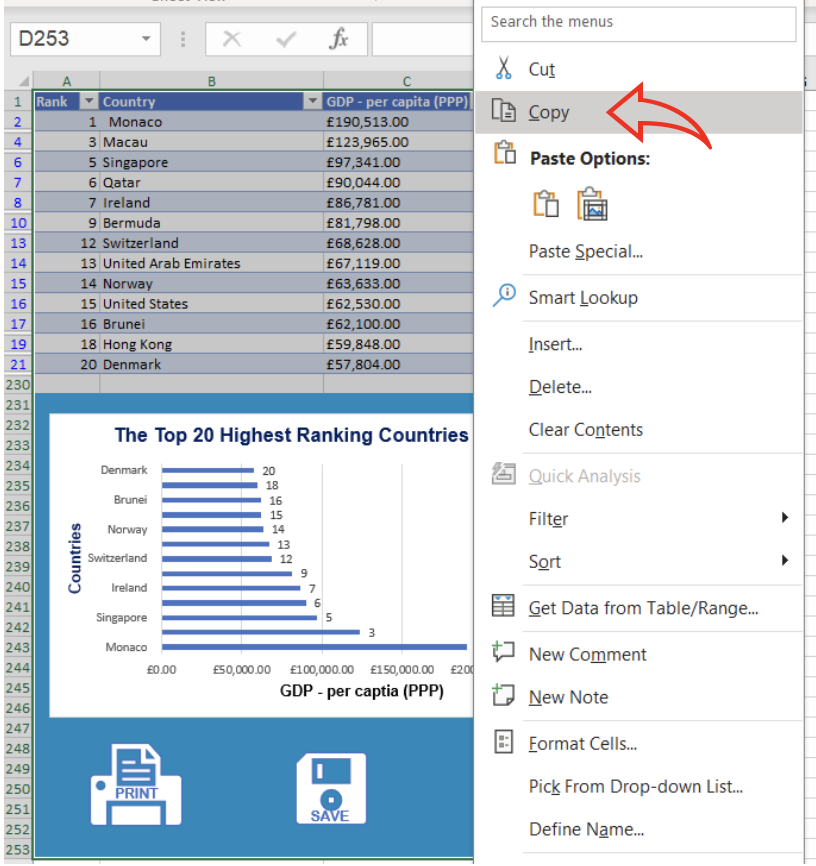 D253
fx
A B C
1 Rank Country GDP - per capita (PPP)
2 1 Monaco £190,513.00
4 3 Macau £123,965.00
6 5 Singapore £97,341.00
7 6 Qatar £90,044.00
8 7 Ireland £86,781.00
10 9 Bermuda £81,798.00
13 12 Switzerland £68,628.00
14 13 United Arab Emirates £67,119.00
15 14 Norway £63,633.00
16 15 United States £62,530.00
17 16 Brunei £62,100.00
19 18 Hong Kong £59,848.00
21 20 Denmark £57,804.00
230
231
232
233
234
235
236
237
238
239
240
241
242
243
244
245
246
247
248
249
250
251
252
253
The Top 20 Highest Ranking Countries
Countries
Denmark 20
18
Brunei 16
15
Norway 14
13
Switzerland 12
9
Ireland 7
6
Singapore 5
3
Monaco
£0.00 £50,000.00 £100,000.00 £150,000.00 £200
GDP - per captia (PPP)
PRINT
SAVE
Search the menus
Cut
Copy
Paste Options:
Paste Special...
Smart Lookup
Insert...
Delete...
Clear Contents
Quick Analysis
Filter
Sort
Get Data from Table/Range...
New Comment
New Note
Format Cells...
Pick From Drop-down List...
Define Name...